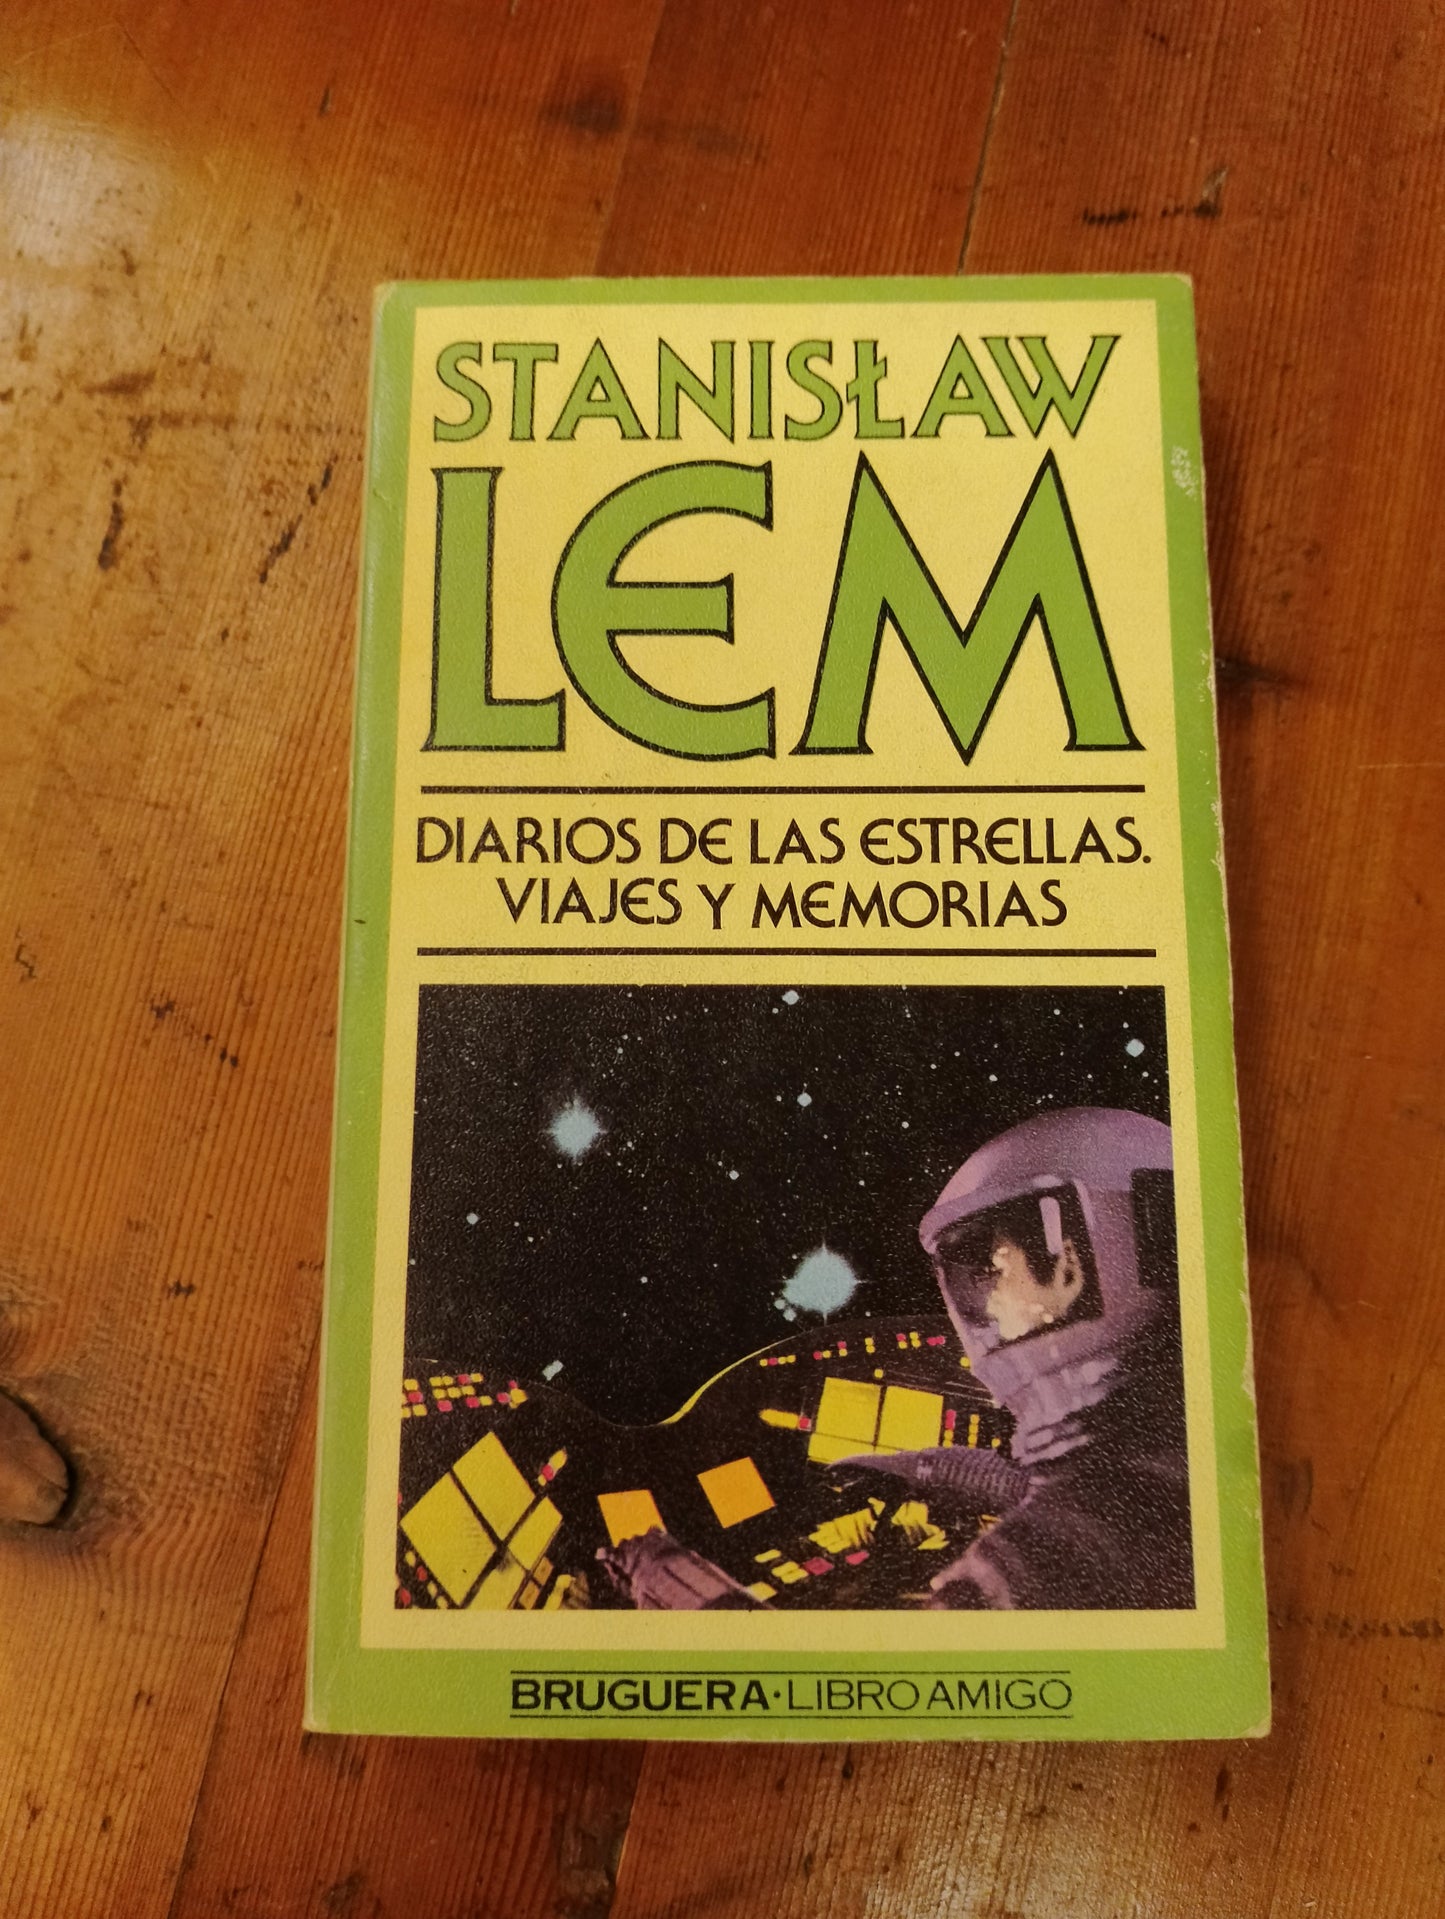 STANISŁAW
LEM
DIARIOS DE LAS ESTRELLAS.
VIAJES Y MEMORIAS
BRUGUERA·LIBRO AMIGO